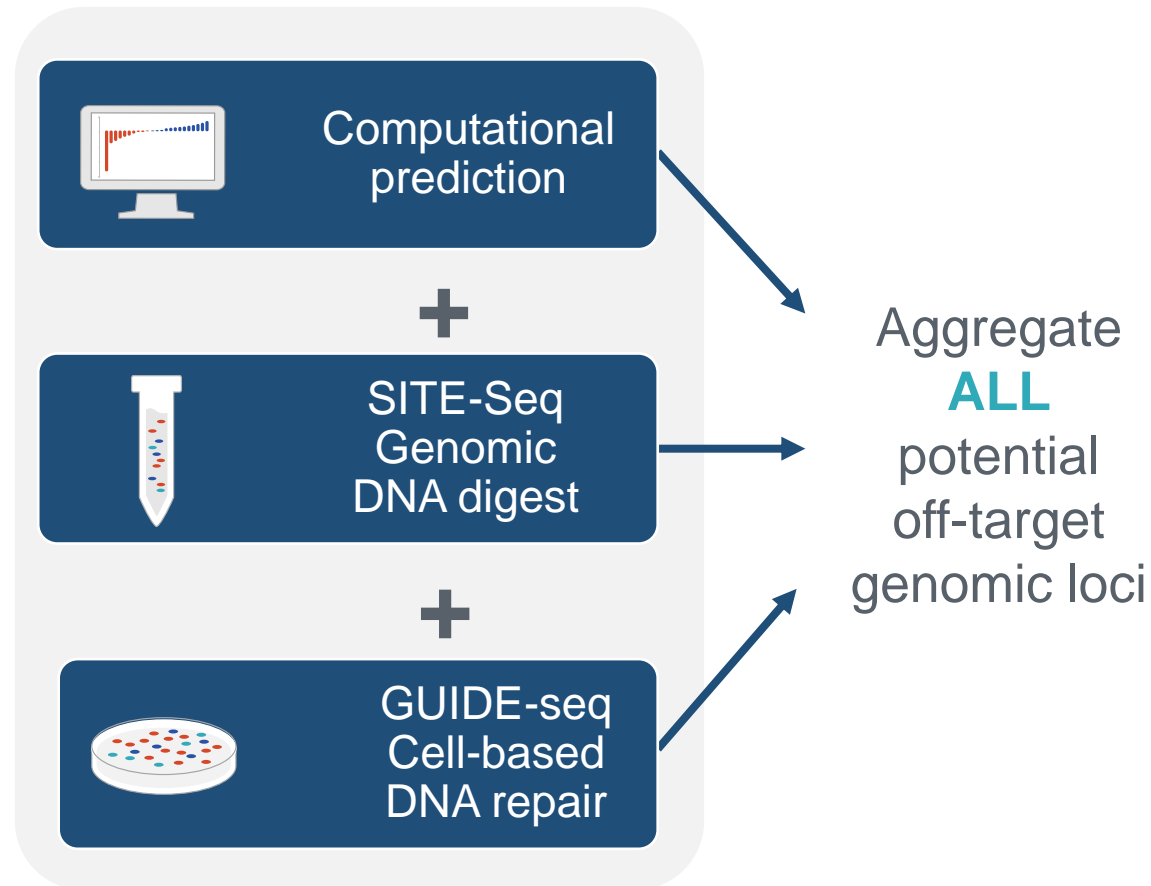 Computational
prediction
+
SITE-Seq
Genomic
DNA digest
+
GUIDE-seq
Cell-based
DNA repair
Aggregate
ALL
potential
off-target
genomic loci